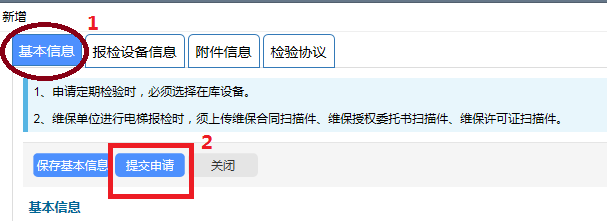 新增
1
基本信息 报检设备信息 附件信息 检验协议
1、申请定期检验时，必须选择在库设备。
2、维保单位进行电梯报检时，须上传维保合同扫描件、维保授权委托书扫描件、维保许可证扫描件。
2
保存基本信息 提交申请 关闭
基本信息